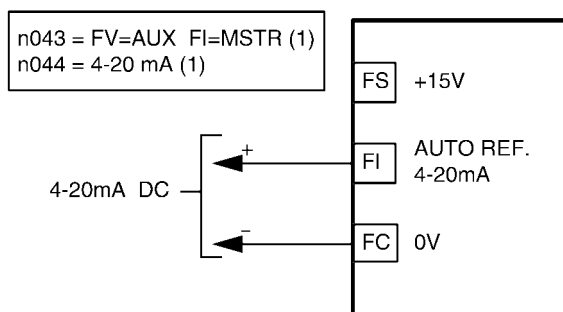 n043 = FV=AUX FI=MSTR (1)
n044 = 4-20 mA (1)
FS +15V
+
FI AUTO REF.
4-20mA
4-20mA DC
−
FC 0V